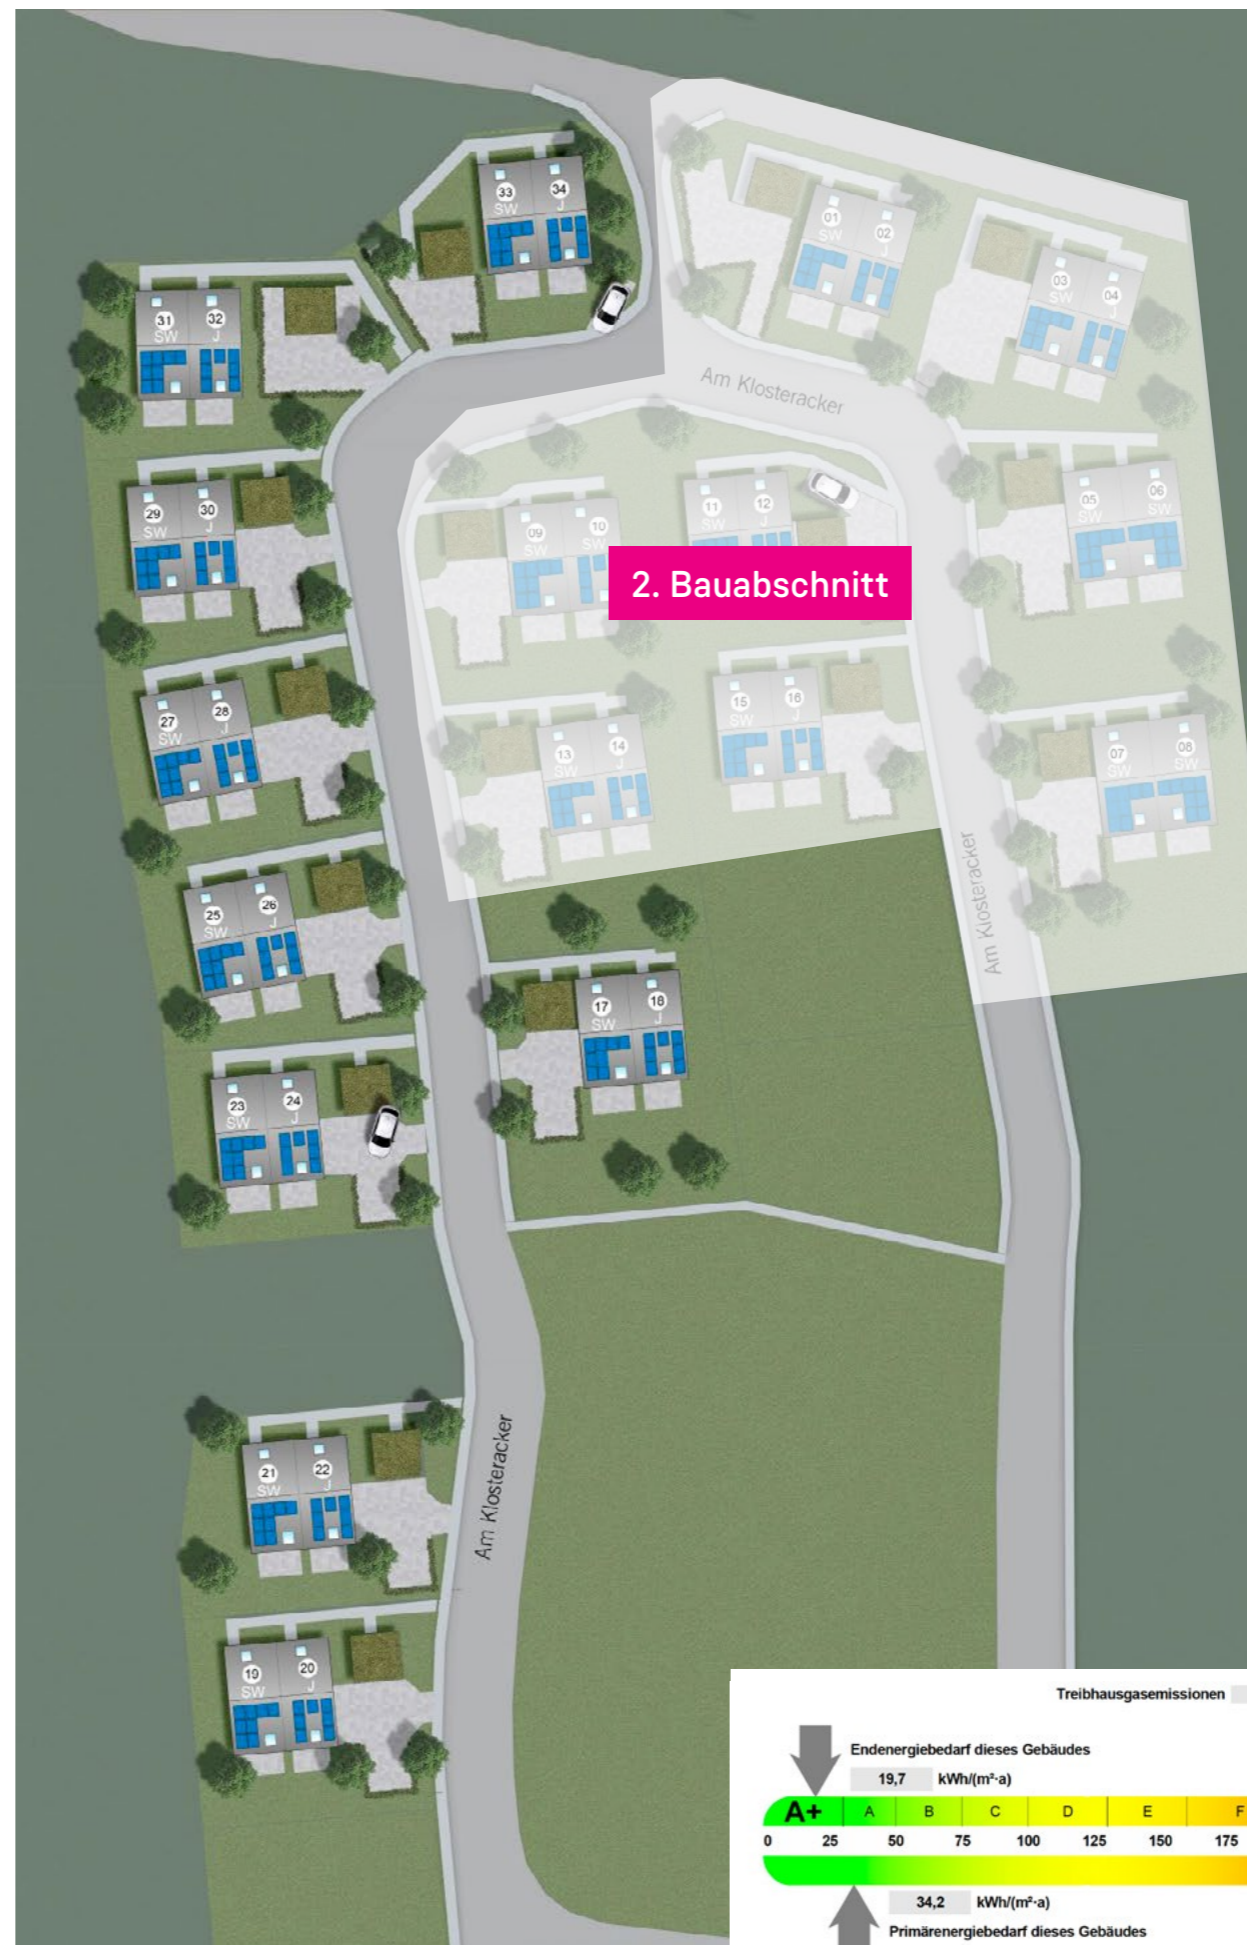 33
SW
34
J
01
SW
02
J
03
SW
04
J
31
SW
32
J
Am Klosteracker
29
SW
30
J
09
SW
10
SW
11
SW
12
J
05
SW
06
SW
2. Bauabschnitt
27
SW
28
J
13
SW
14
J
15
SW
16
J
07
SW
08
SW
Am Klosteracker
25
SW
26
J
17
SW
18
J
23
SW
24
J
21
SW
22
J
Am Klosteracker
19
SW
20
J
Treibhausgasemissionen
Endenergiebedarf dieses Gebäudes
19,7 kWh/(m²·a)
A+ A B C D E F
0 25 50 75 100 125 150 175
34,2 kWh/(m²·a)
Primärenergiebedarf dieses Gebäudes